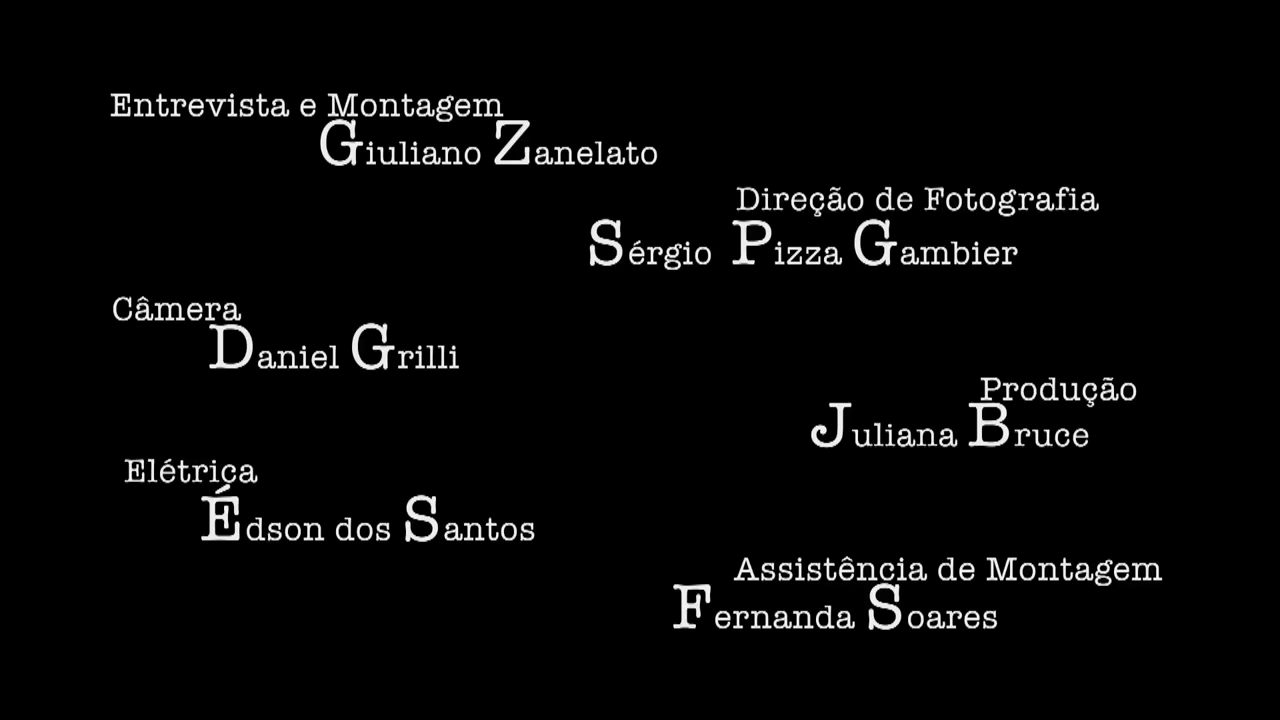 Entrevista e Montagem
Giuliano Zanelato
Direção de Fotografia
Sérgio Pizza Gambier
Câmera
Daniel Grilli
Produção
Juliana Bruce
Elétrica
Édson dos Santos
Assistência de Montagem
Fernanda Soares